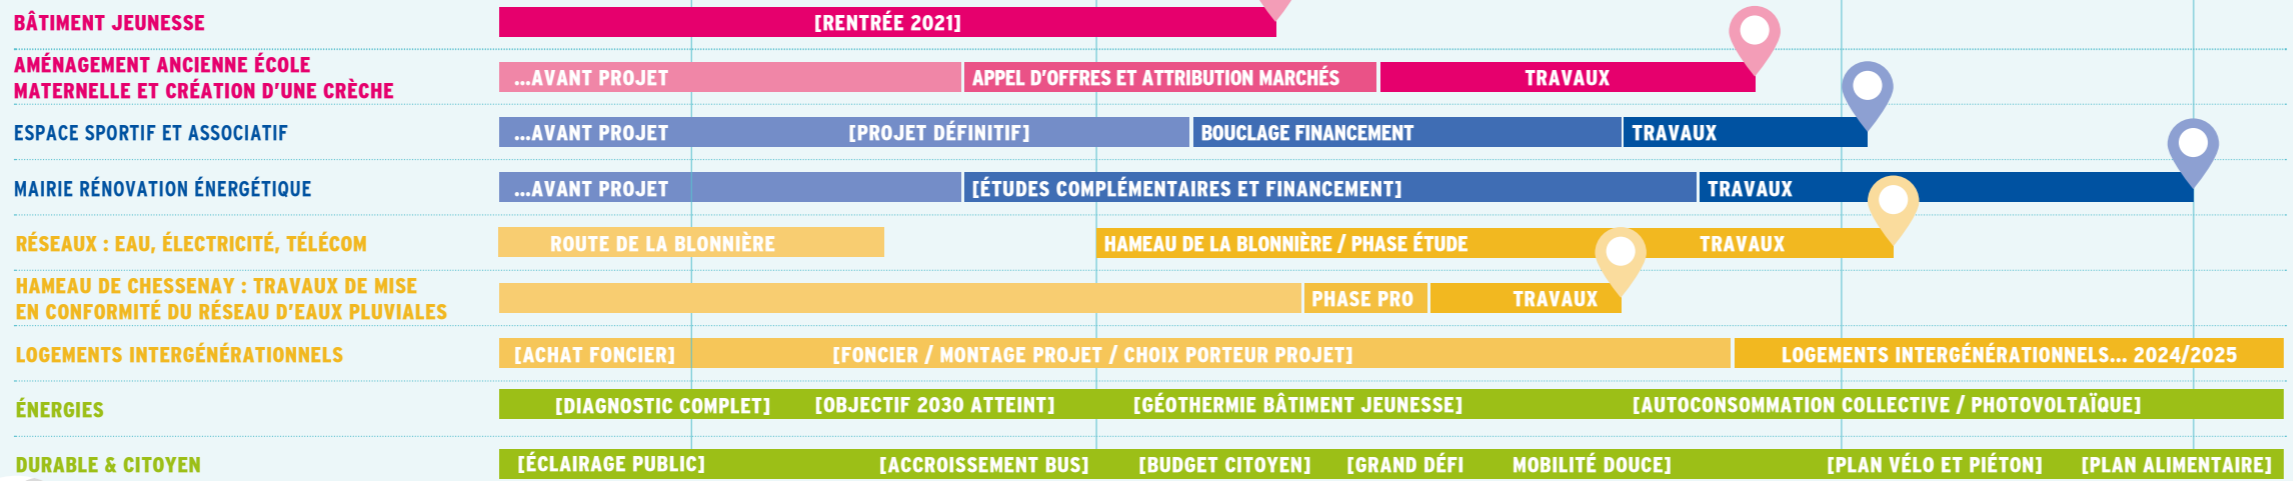 BÂTIMENT JEUNESSE [RENTRÉE 2021]
AMÉNAGEMENT ANCIENNE ÉCOLE
MATERNELLE ET CRÉATION D'UNE CRÈCHE
...AVANT PROJET APPEL D'OFFRES ET ATTRIBUTION MARCHÉS TRAVAUX
ESPACE SPORTIF ET ASSOCIATIF ...AVANT PROJET [PROJET DÉFINITIF] BOUCLAGE FINANCEMENT TRAVAUX
MAIRIE RÉNOVATION ÉNERGÉTIQUE ...AVANT PROJET [ÉTUDES COMPLÉMENTAIRES ET FINANCEMENT] TRAVAUX
RÉSEAUX : EAU, ÉLECTRICITÉ, TÉLÉCOM ROUTE DE LA BLONNIÈRE HAMEAU DE LA BLONNIÈRE / PHASE ÉTUDE TRAVAUX
HAMEAU DE CHESSENAY : TRAVAUX DE MISE
EN CONFORMITÉ DU RÉSEAU D'EAUX PLUVIALES
PHASE PRO TRAVAUX
LOGEMENTS INTERGÉNÉRATIONNELS [ACHAT FONCIER] [FONCIER / MONTAGE PROJET / CHOIX PORTEUR PROJET] LOGEMENTS INTERGÉNÉRATIONNELS... 2024/2025
ÉNERGIES [DIAGNOSTIC COMPLET] [OBJECTIF 2030 ATTEINT] [GÉOTHERMIE BÂTIMENT JEUNESSE] [AUTOCONSOMMATION COLLECTIVE / PHOTOVOLTAÏQUE]
DURABLE & CITOYEN [ÉCLAIRAGE PUBLIC] [ACCROISSEMENT BUS] [BUDGET CITOYEN] [GRAND DÉFI MOBILITÉ DOUCE] [PLAN VÉLO ET PIÉTON] [PLAN ALIMENTAIRE]